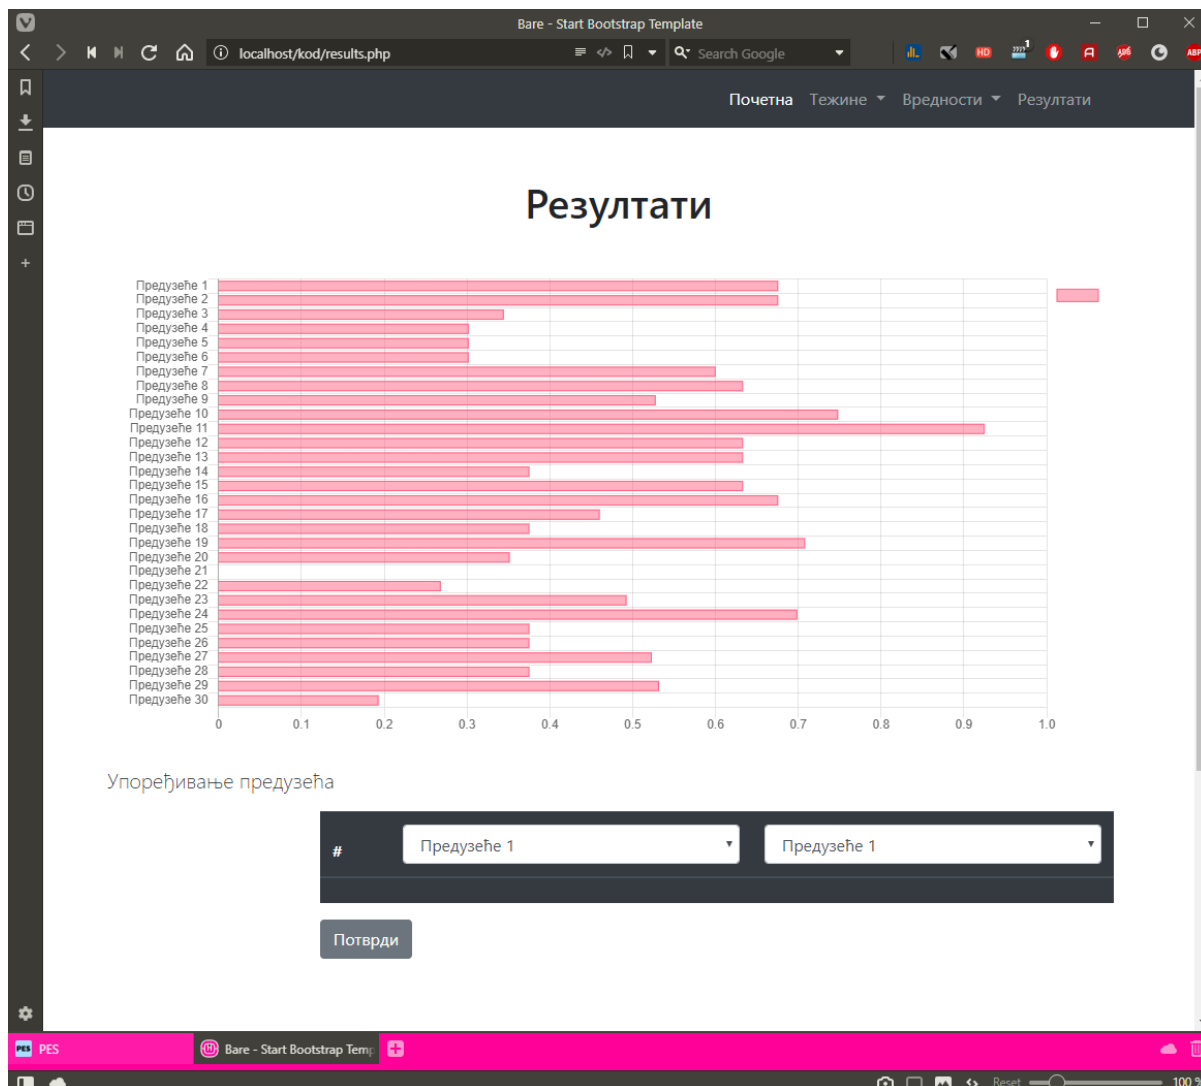 Bare - Start Bootstrap Template
localhost/kod/results.php
Search Google
HD
1
ABP
Почетна Тежине Вредности Резултати
Резултати
Предузеће 1
Предузеће 2
Предузеће 3
Предузеће 4
Предузеће 5
Предузеће 6
Предузеће 7
Предузеће 8
Предузеће 9
Предузеће 10
Предузеће 11
Предузеће 12
Предузеће 13
Предузеће 14
Предузеће 15
Предузеће 16
Предузеће 17
Предузеће 18
Предузеће 19
Предузеће 20
Предузеће 21
Предузеће 22
Предузеће 23
Предузеће 24
Предузеће 25
Предузеће 26
Предузеће 27
Предузеће 28
Предузеће 29
Предузеће 30
0 0.1 0.2 0.3 0.4 0.5 0.6 0.7 0.8 0.9 1.0
Упоређивање предузећа
# Предузеће 1 Предузеће 1
Потврди
PES PES Bare - Start Bootstrap Temp
Reset 100 %